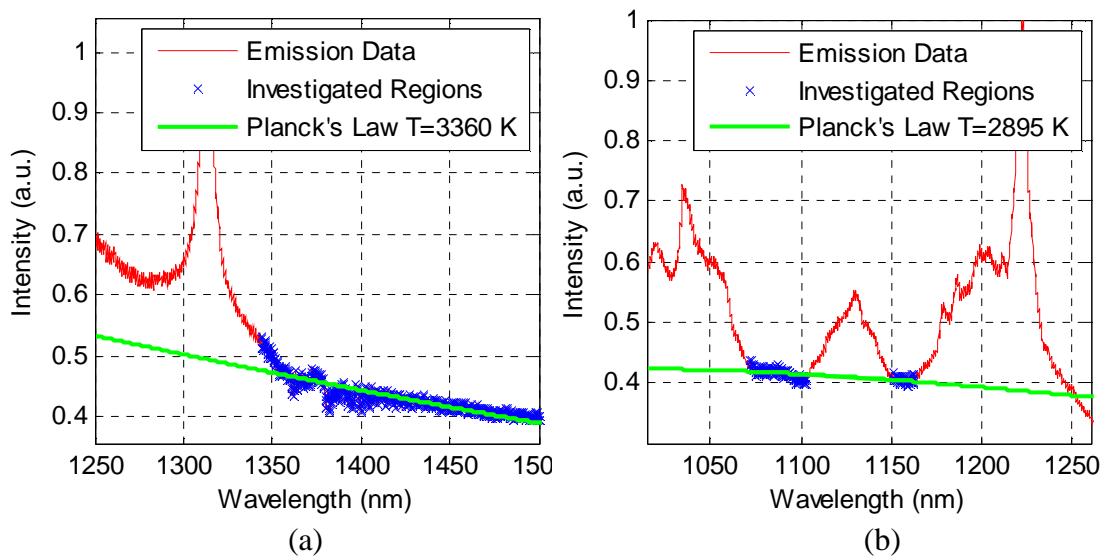 1
0.9
0.8
0.7
0.6
0.5
0.4
Intensity (a.u.)
1250 1300 1350 1400 1450 150
Wavelength (nm)
Emission Data
Investigated Regions
Planck's Law T=3360 K
(a)
1
0.9
0.8
0.7
0.6
0.5
0.4
Intensity (a.u.)
1050 1100 1150 1200 1250
Wavelength (nm)
Emission Data
Investigated Regions
Planck's Law T=2895 K
(b)